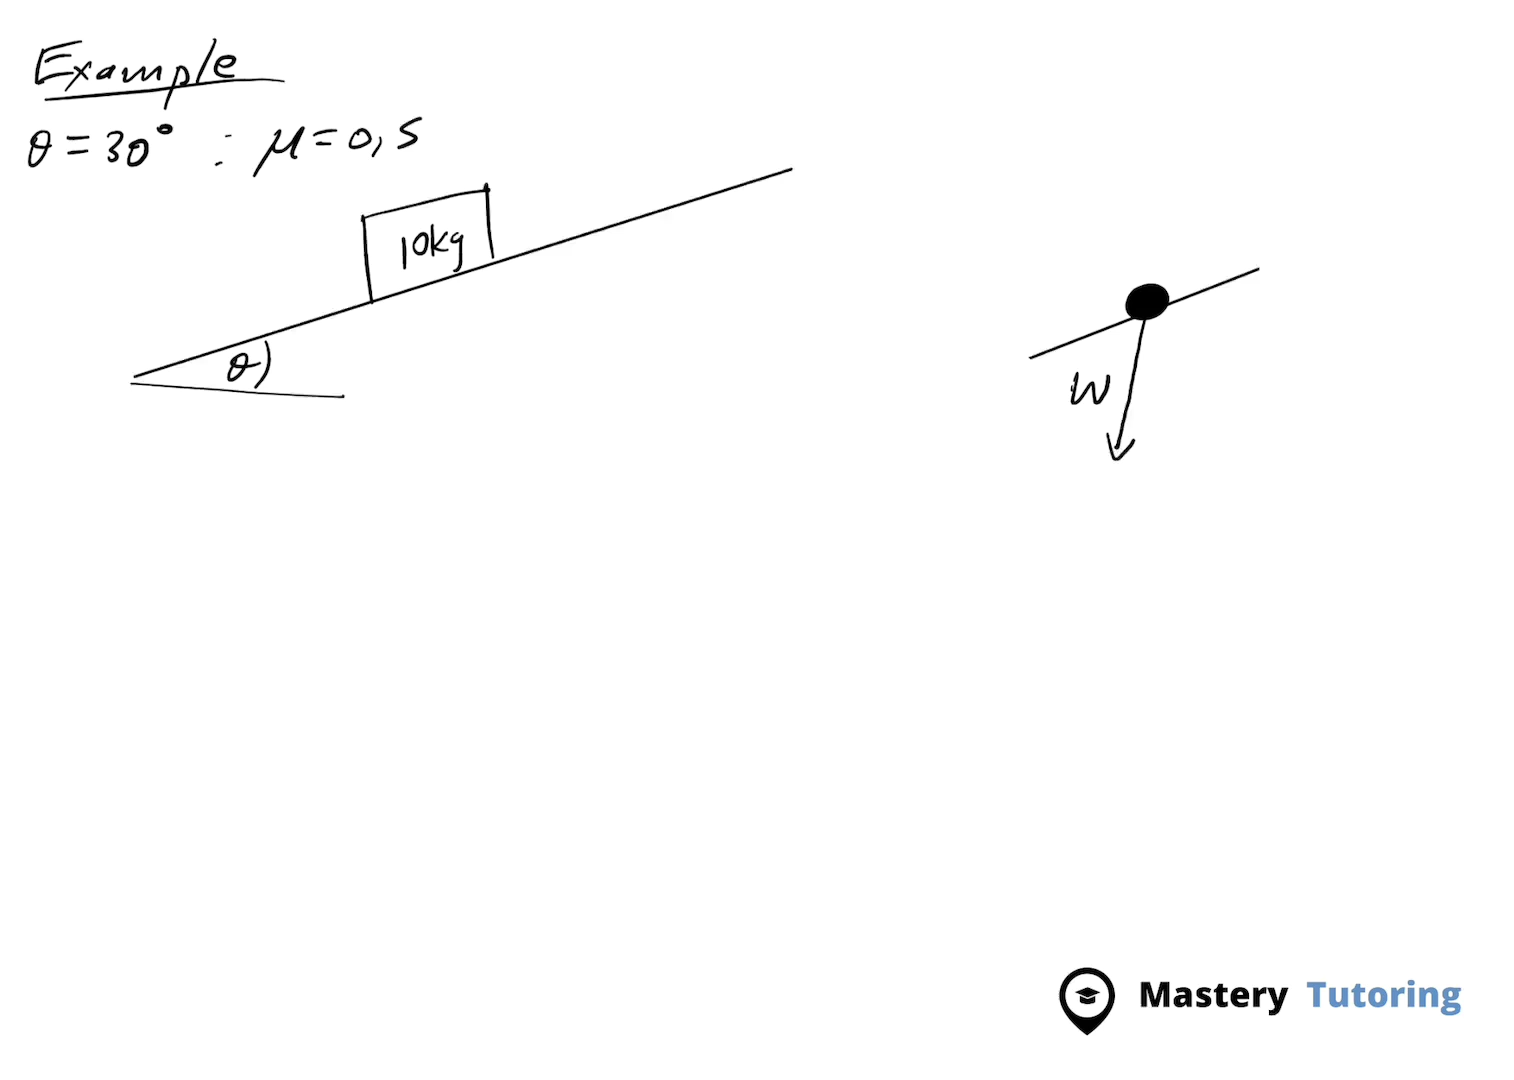 Example
θ = 30° : μ = 0,5
10kg
θ
W
Mastery Tutoring